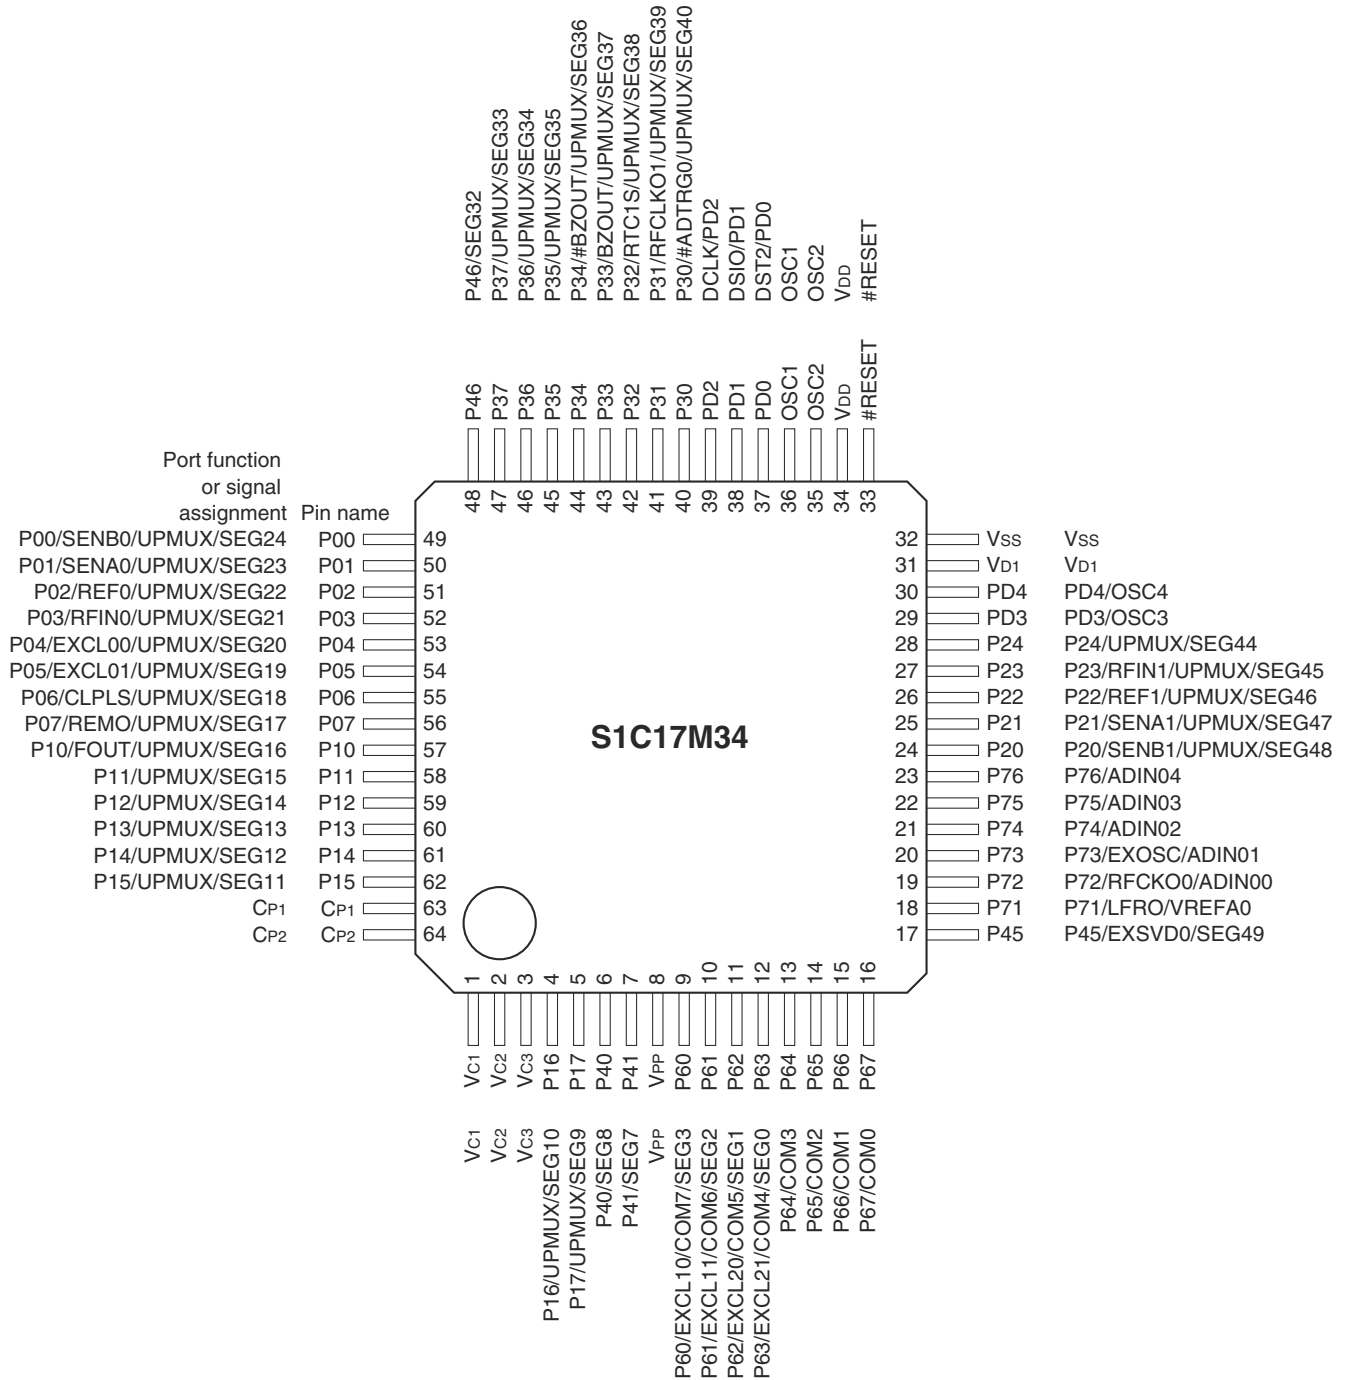 P46/SEG32
P37/UPMUX/SEG33
P36/UPMUX/SEG34
P35/UPMUX/SEG35
P34/#BZOUT/UPMUX/SEG36
P33/BZOUT/UPMUX/SEG37
P32/RTC1S/UPMUX/SEG38
P31/RFCLKO1/UPMUX/SEG39
P30/#ADTRG0/UPMUX/SEG40
DCLK/PD2
DSIO/PD1
DST2/PD0
OSC1
OSC2
VDD
#RESET
P46
P37
P36
P35
P34
P33
P32
P31
P30
PD2
PD1
PD0
OSC1
OSC2
VDD
#RESET
48
47
46
45
44
43
42
41
40
39
38
37
36
35
34
33
Port function
or signal
assignment Pin name
P00/SENB0/UPMUX/SEG24 P00 49
P01/SENA0/UPMUX/SEG23 P01 50
P02/REF0/UPMUX/SEG22 P02 51
P03/RFIN0/UPMUX/SEG21 P03 52
P04/EXCL00/UPMUX/SEG20 P04 53
P05/EXCL01/UPMUX/SEG19 P05 54
P06/CLPLS/UPMUX/SEG18 P06 55
P07/REMO/UPMUX/SEG17 P07 56
P10/FOUT/UPMUX/SEG16 P10 57
P11/UPMUX/SEG15 P11 58
P12/UPMUX/SEG14 P12 59
P13/UPMUX/SEG13 P13 60
P14/UPMUX/SEG12 P14 61
P15/UPMUX/SEG11 P15 62
CP1 CP1 63
CP2 CP2 64
S1C17M34
32 VSS VSS
31 VD1 VD1
30 PD4 PD4/OSC4
29 PD3 PD3/OSC3
28 P24 P24/UPMUX/SEG44
27 P23 P23/RFIN1/UPMUX/SEG45
26 P22 P22/REF1/UPMUX/SEG46
25 P21 P21/SENA1/UPMUX/SEG47
24 P20 P20/SENB1/UPMUX/SEG48
23 P76 P76/ADIN04
22 P75 P75/ADIN03
21 P74 P74/ADIN02
20 P73 P73/EXOSC/ADIN01
19 P72 P72/RFCKO0/ADIN00
18 P71 P71/LFRO/VREFA0
17 P45 P45/EXSVD0/SEG49
1
2
3
4
5
6
7
8
9
10
11
12
13
14
15
16
VC1
VC2
VC3
P16
P17
P40
P41
VPP
P60
P61
P62
P63
P64
P65
P66
P67
VC1
VC2
VC3
P16/UPMUX/SEG10
P17/UPMUX/SEG9
P40/SEG8
P41/SEG7
VPP
P60/EXCL10/COM7/SEG3
P61/EXCL11/COM6/SEG2
P62/EXCL20/COM5/SEG1
P63/EXCL21/COM4/SEG0
P64/COM3
P65/COM2
P66/COM1
P67/COM0